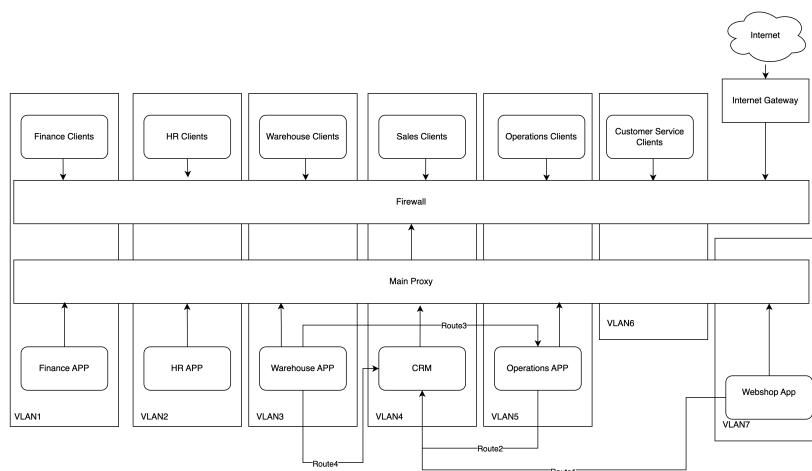 Internet
Internet Gateway
Finance Clients
HR Clients
Warehouse Clients
Sales Clients
Operations Clients
Customer Service
Clients
Firewall
Main Proxy
Route3
VLAN6
Finance APP
HR APP
Warehouse APP
CRM
Operations APP
Webshop App
VLAN1
VLAN2
VLAN3
VLAN4
VLAN5
VLAN7
Route2
Route4